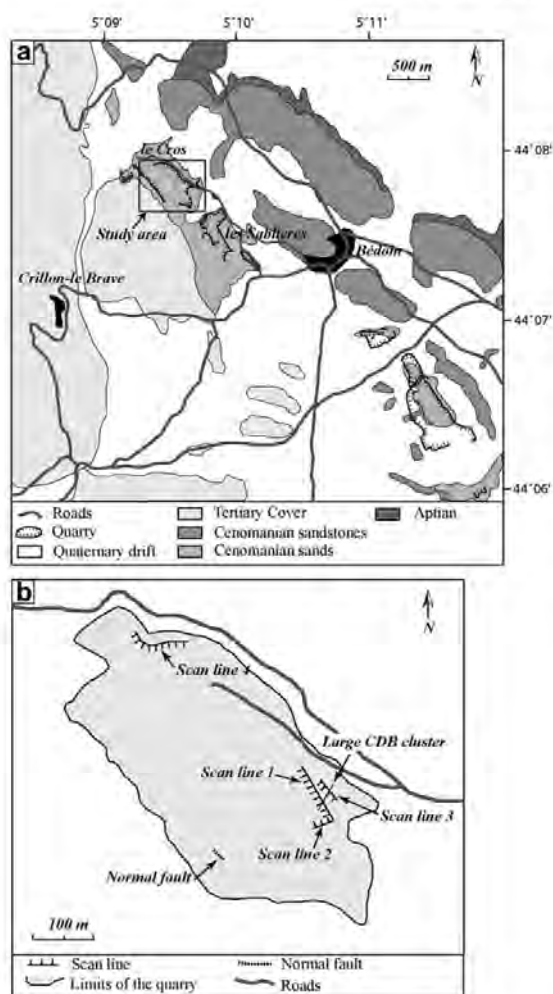 5°09' 5°10' 5°11'
a
500 m
N
le Cros
44°08'
Study area
les Sablieres
Bédoin
Crillon-le Brave
44°07'
44°06'
Roads Tertiary Cover Aptian
Quarry Cenomanian sandstones
Quaternary drift Cenomanian sands
b
N
Scan line 4
Large CDB cluster
Scan line 1
Scan line 3
Scan line 2
Normal fault
100 m
Scan line Normal fault
Limits of the quarry Roads